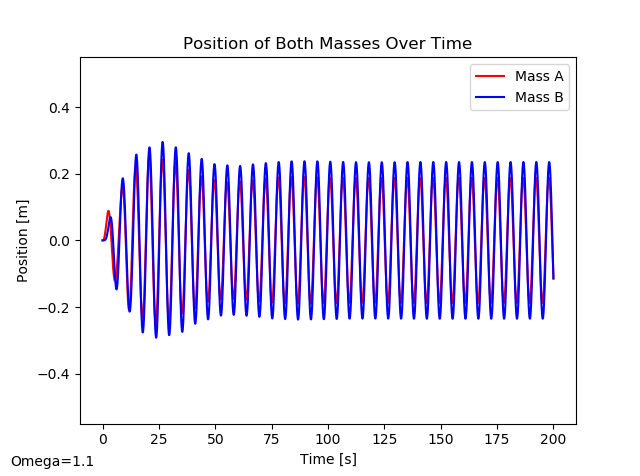 Position of Both Masses Over Time
Mass A
Mass B
Position [m]
0.4
0.2
0.0
−0.2
−0.4
0
25
50
75
100
125
150
175
200
Time [s]
Omega=1.1